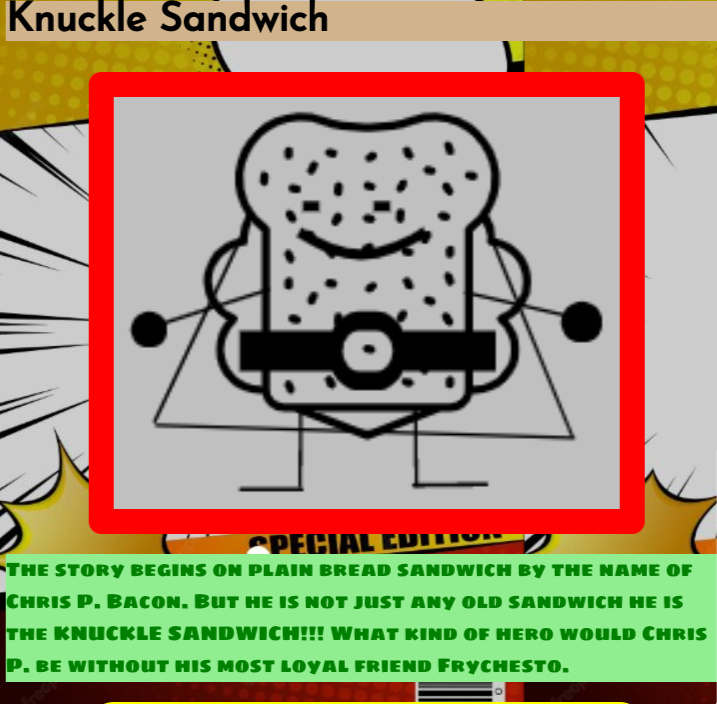 Knuckle Sandwich
SPECIAL EDITION
The story begins on plain bread sandwich by the name of
Chris P. Bacon. But he is not just any old sandwich he is
the KNUCKLE SANDWICH!!! What kind of hero would Chris
P. be without his most loyal friend Frychesto.